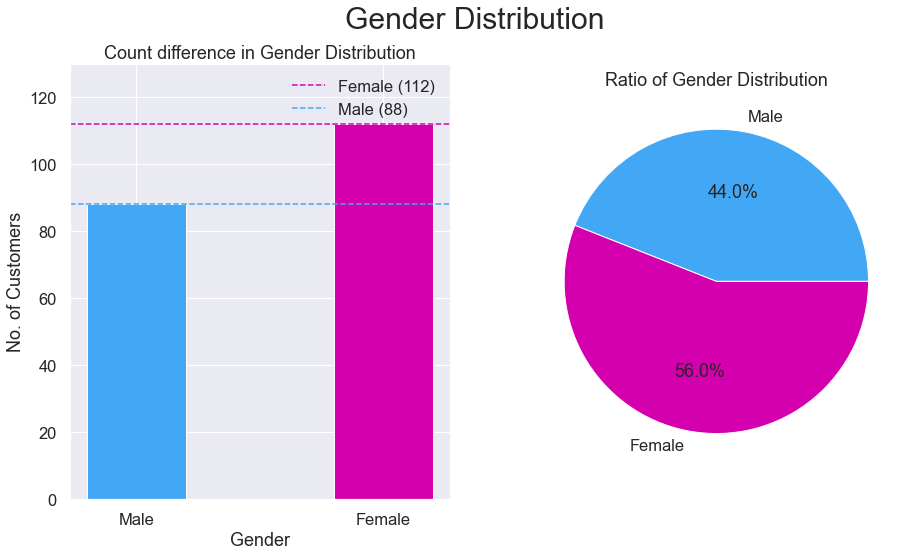 Gender Distribution
Count difference in Gender Distribution
Female (112)
Male (88)
120
100
80
60
40
20
0
No. of Customers
Male
Female
Gender
Ratio of Gender Distribution
Male
44.0%
56.0%
Female